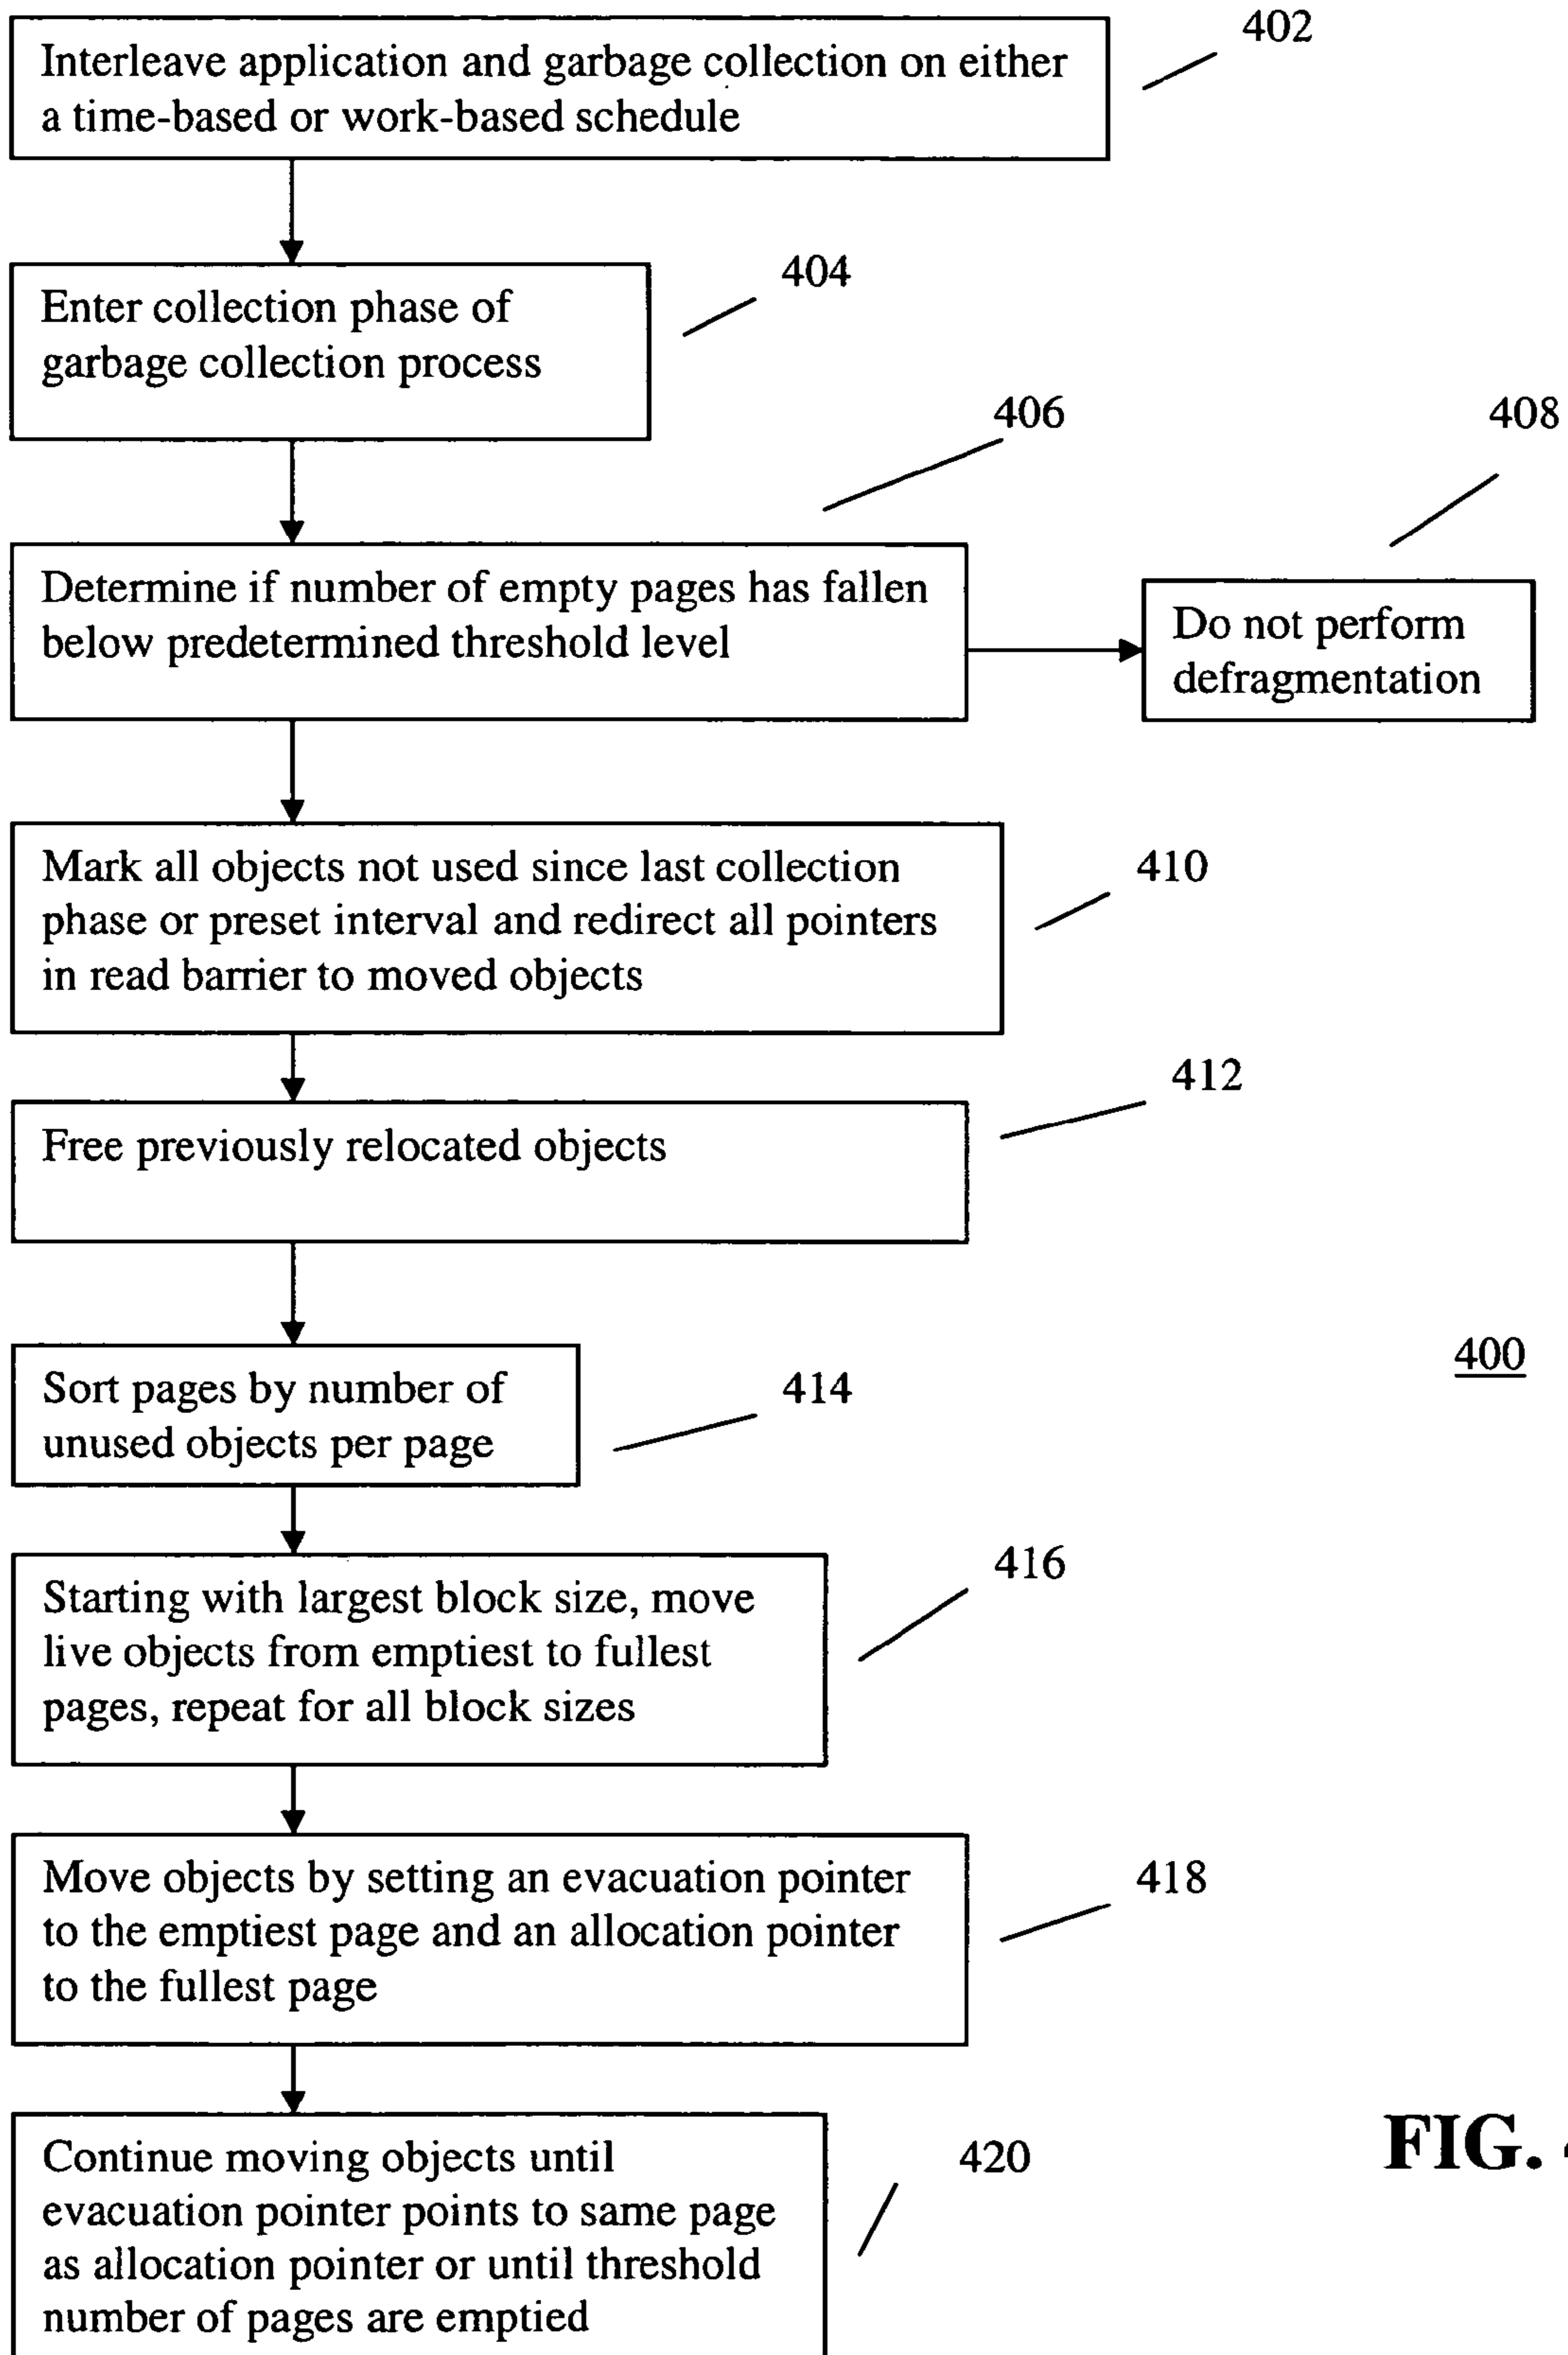 402
Interleave application and garbage collection on either
a time-based or work-based schedule
404
Enter collection phase of
garbage collection process
406
408
Determine if number of empty pages has fallen
below predetermined threshold level
Do not perform
defragmentation
Mark all objects not used since last collection
phase or preset interval and redirect all pointers
in read barrier to moved objects
410
412
Free previously relocated objects
400
Sort pages by number of
unused objects per page
414
416
Starting with largest block size, move
live objects from emptiest to fullest
pages, repeat for all block sizes
Move objects by setting an evacuation pointer
to the emptiest page and an allocation pointer
to the fullest page
418
Continue moving objects until
evacuation pointer points to same page
as allocation pointer or until threshold
number of pages are emptied
420
FIG.